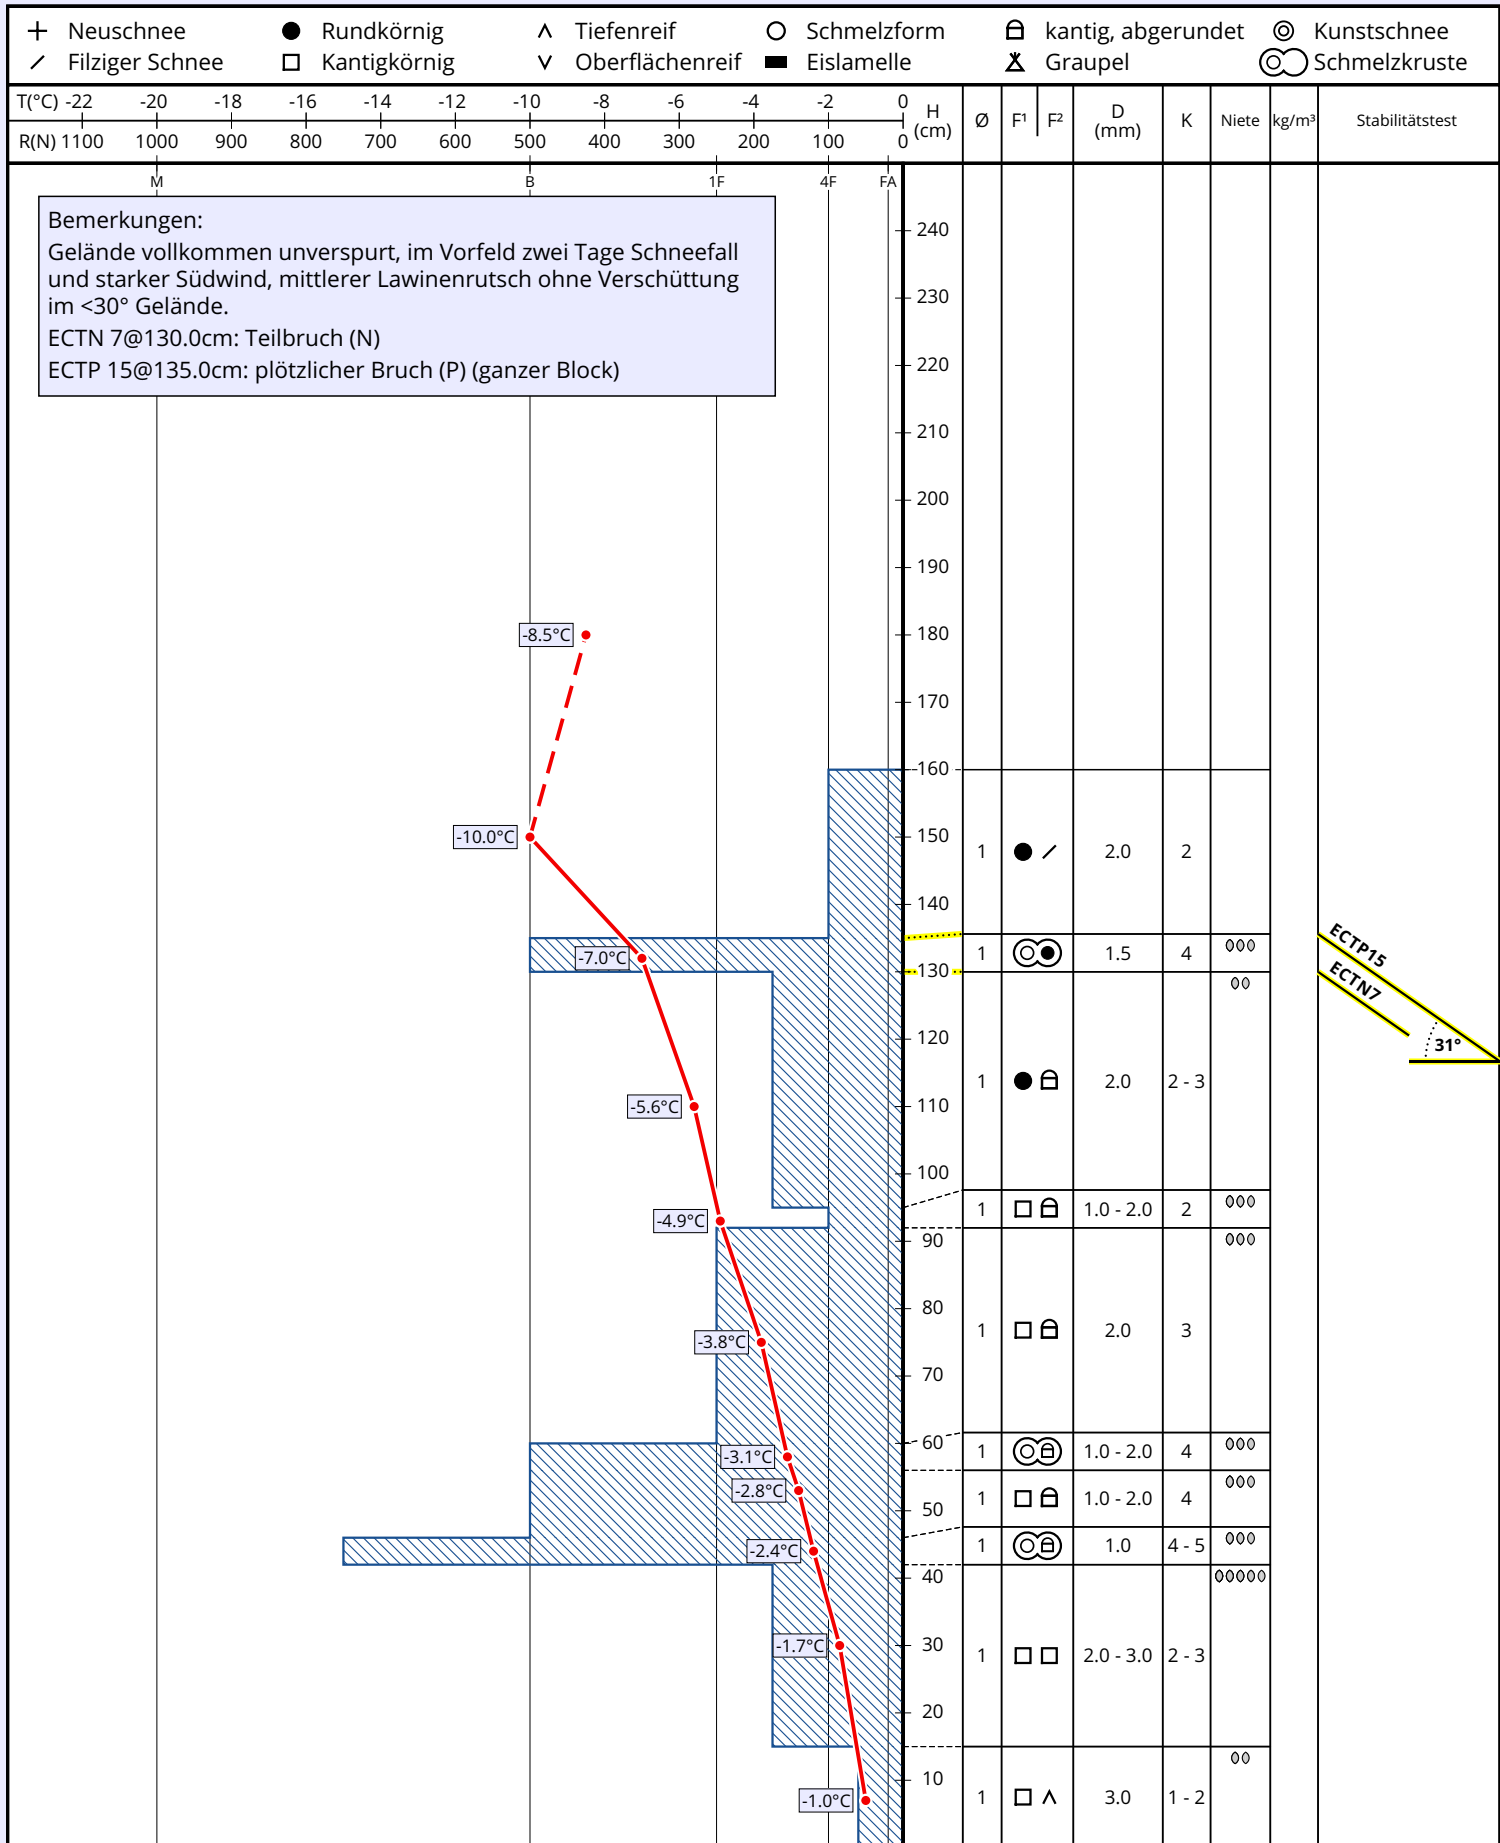 Neuschnee Rundkörnig Tiefenreif Schmelzform kantig, abgerundet Kunstschnee
Filziger Schnee Kantigkörnig Oberflächenreif Eislamelle Graupel Schmelzkruste
T(°C) -22 -20 -18 -16 -14 -12 -10 -8 -6 -4 -2 0
R(N) 1100 1000 900 800 700 600 500 400 300 200 100 0
H (cm) Ø F¹ F² D (mm) K Niete kg/m³ Stabilitätstest
M B 1F 4F FA
Bemerkungen:
Gelände vollkommen unverspurt, im Vorfeld zwei Tage Schneefall
und starker Südwind, mittlerer Lawinenrutsch ohne Verschüttung
im <30° Gelände.
ECTN 7@130.0cm: Teilbruch (N)
ECTP 15@135.0cm: plötzlicher Bruch (P) (ganzer Block)
240
230
220
210
200
190
-8.5°C 180
170
160
-10.0°C 150
1 2.0 2
140
ECTP15
-7.0°C 1 1.5 4
130
ECTN7
120
31°
1 2.0 2 - 3
-5.6°C 110
100
1 1.0 - 2.0 2
-4.9°C
90
80
1 2.0 3
-3.8°C
70
60
1 1.0 - 2.0 4
-3.1°C
-2.8°C
1 1.0 - 2.0 4
50
-2.4°C 1 1.0 4 - 5
40
-1.7°C 30
1 2.0 - 3.0 2 - 3
20
10
-1.0°C 1 3.0 1 - 2